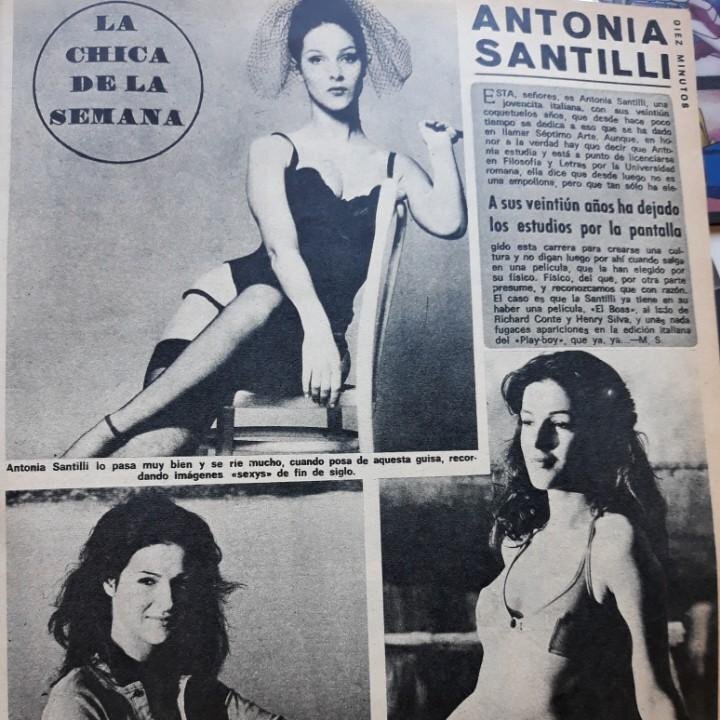 LA
CHICA
DE LA
SEMANA
ANTONIA
SANTILLI
DIEZ MINUTOS
ESTA, señores, es Antonia Santilli, una
jovencita italiana, con sus veintiún
coquetuelos años, que desde hace poco
tiempo se dedica a eso que se ha dado
en llamar Séptimo Arte. Aunque, en ho-
nor a la verdad hay que decir que Anto-
nia estudia y está a punto de licenciarse
en Filosofía y Letras por la Universidad
romana, ella dice que desde luego no es
una empollona, pero que tan sólo ha ele-
A sus veintiún años ha dejado
los estudios por la pantalla
gido esta carrera para crearse una cul-
tura y no digan luego por ahí cuando salga
en una película, que la han elegido por
su físico. Físico, del que, por otra parte
presume, y reconozcamos que con razón.
El caso es que la Santilli ya tiene en su
haber una película, «El Boss», al lado de
Richard Conte y Henry Silva, y unas nada
fugaces apariciones en la edición italiana
del «Play-boy», que ya, ya...—M. S.
Antonia Santilli lo pasa muy bien y se ríe mucho, cuando posa de aquesta guisa, recor-
dando imágenes «sexys» de fin de siglo.